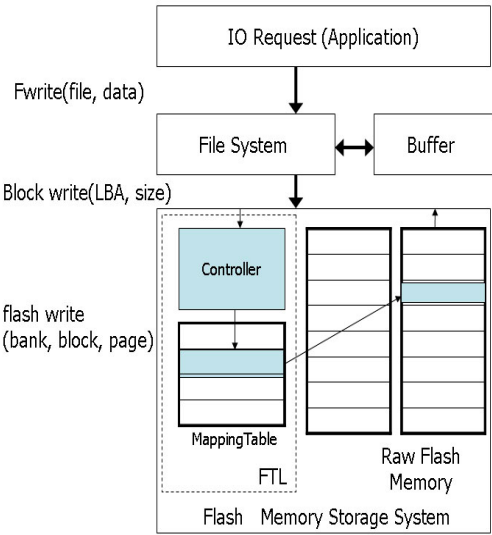 IO Request (Application)
Fwrite(file, data)
File System
Buffer
Block write(LBA, size)
Controller
flash write
(bank, block, page)
MappingTable
FTL
Raw Flash
Memory
Flash Memory Storage System